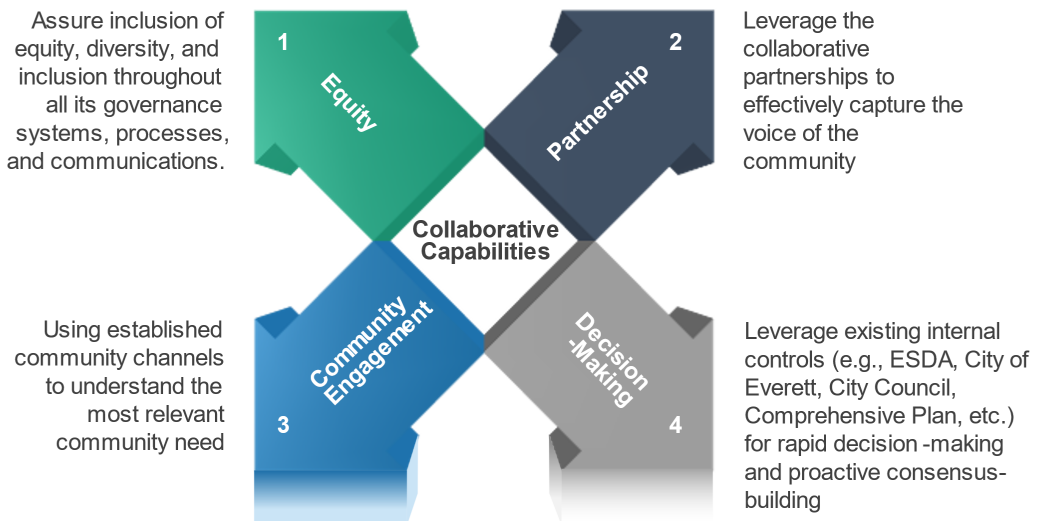 Assure inclusion of
equity, diversity, and
inclusion throughout
all its governance
systems, processes,
and communications.
1
Equity
2
Partnership
Leverage the
collaborative
partnerships to
effectively capture the
voice of the
community
Collaborative
Capabilities
Using established
community channels
to understand the
most relevant
community need
Community
Engagement
3
Decision
-Making
4
Leverage existing internal
controls (e.g., ESDA, City of
Everett, City Council,
Comprehensive Plan, etc.)
for rapid decision -making
and proactive consensus-
building